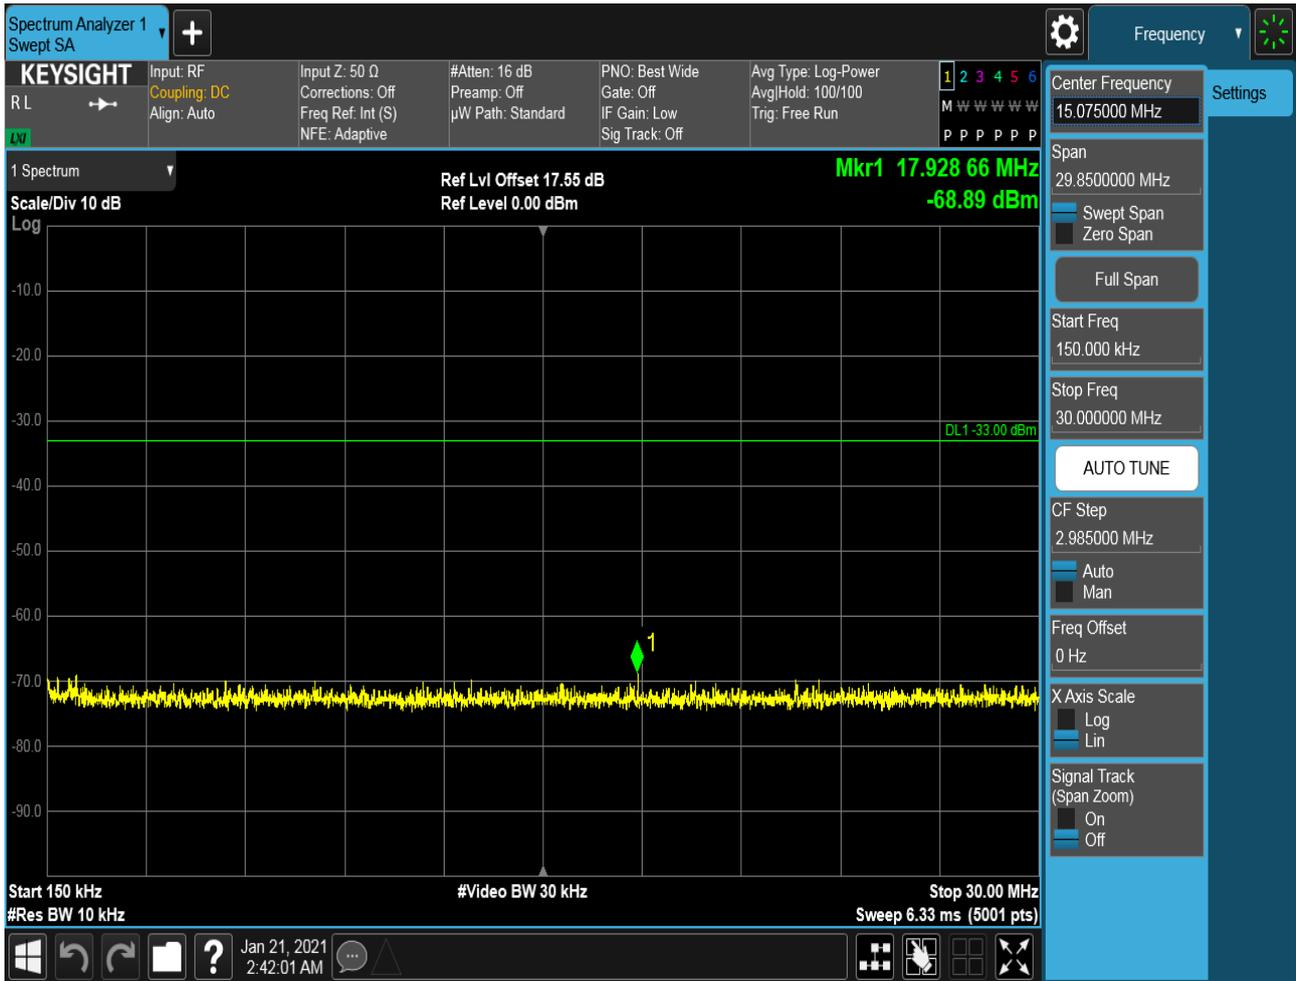 Spectrum Analyzer 1
Swept SA
Frequency
KEYSIGHT
R L
LXI
Input: RF
Coupling: DC
Align: Auto
Input Z: 50 Ω
Corrections: Off
Freq Ref: Int (S)
NFE: Adaptive
#Atten: 16 dB
Preamp: Off
µW Path: Standard
PNO: Best Wide
Gate: Off
IF Gain: Low
Sig Track: Off
Avg Type: Log-Power
Avg|Hold: 100/100
Trig: Free Run
1 2 3 4 5 6
M W W W W W
P P P P P P
1 Spectrum
Scale/Div 10 dB
Log
Ref Lvl Offset 17.55 dB
Ref Level 0.00 dBm
Mkr1 17.928 66 MHz
-68.89 dBm
-10.0
-20.0
-30.0
DL1 -33.00 dBm
-40.0
-50.0
-60.0
1
-70.0
-80.0
-90.0
Start 150 kHz
#Video BW 30 kHz
Stop 30.00 MHz
#Res BW 10 kHz
Sweep 6.33 ms (5001 pts)
Center Frequency
15.075000 MHz
Settings
Span
29.8500000 MHz
Swept Span
Zero Span
Full Span
Start Freq
150.000 kHz
Stop Freq
30.000000 MHz
AUTO TUNE
CF Step
2.985000 MHz
Auto
Man
Freq Offset
0 Hz
X Axis Scale
Log
Lin
Signal Track
(Span Zoom)
On
Off
?
Jan 21, 2021
2:42:01 AM